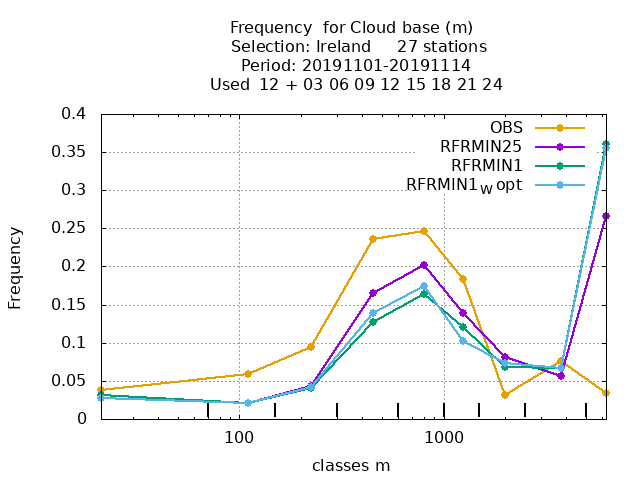 Frequency  for Cloud base (m)
Selection: Ireland     27 stations
Period: 20191101-20191114
Used  12 + 03 06 09 12 15 18 21 24
0.4
0.35
0.3
0.25
0.2
0.15
0.1
0.05
0
Frequency
OBS
RFRMIN25
RFRMIN1
RFRMIN1w opt
100
1000
classes m